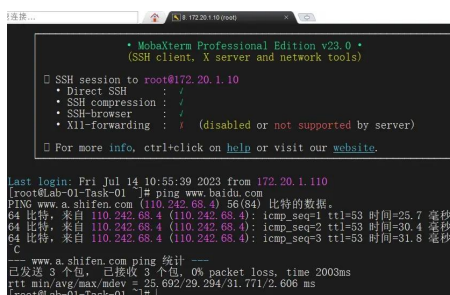 连接...
8. 172.20.1.10 (root)
• MobaXterm Professional Edition v23.0 •
(SSH client, X server and network tools)
SSH session to root@172.20.1.10
• Direct SSH : √
• SSH compression : √
• SSH-browser : √
• X11-forwarding : x (disabled or not supported by server)
For more info, ctrl+click on help or visit our website.
Last login: Fri Jul 14 10:55:39 2023 from 172.20.1.110
[root@Lab-01-Task-01 ~]# ping www.baidu.com
PING www.a.shifen.com (110.242.68.4) 56(84) 比特的数据。
64 比特，来自 110.242.68.4 (110.242.68.4): icmp_seq=1 ttl=53 时间=25.7 毫秒
64 比特，来自 110.242.68.4 (110.242.68.4): icmp_seq=2 ttl=53 时间=30.4 毫秒
64 比特，来自 110.242.68.4 (110.242.68.4): icmp_seq=3 ttl=53 时间=31.8 毫秒
^C
--- www.a.shifen.com ping 统计 ---
已发送 3 个包， 已接收 3 个包, 0% packet loss, time 2003ms
rtt min/avg/max/mdev = 25.692/29.294/31.771/2.606 ms
[root@Lab-01-Task-01 ~]#